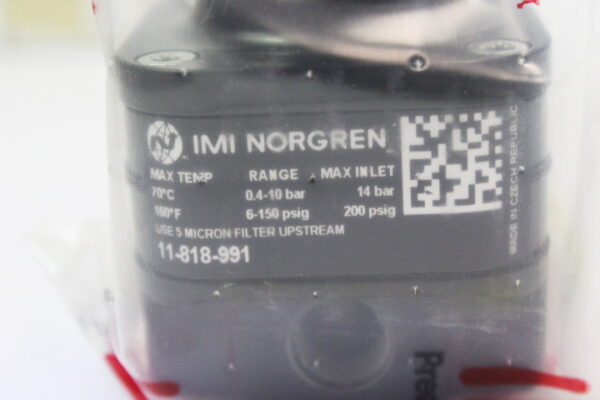 IMI NORGREN
MAX TEMP RANGE MAX INLET
70°C 0.4-10 bar 14 bar
160°F 6-150 psig 200 psig
USE 5 MICRON FILTER UPSTREAM
11-818-991
MADE IN CZECH REPUBLIC